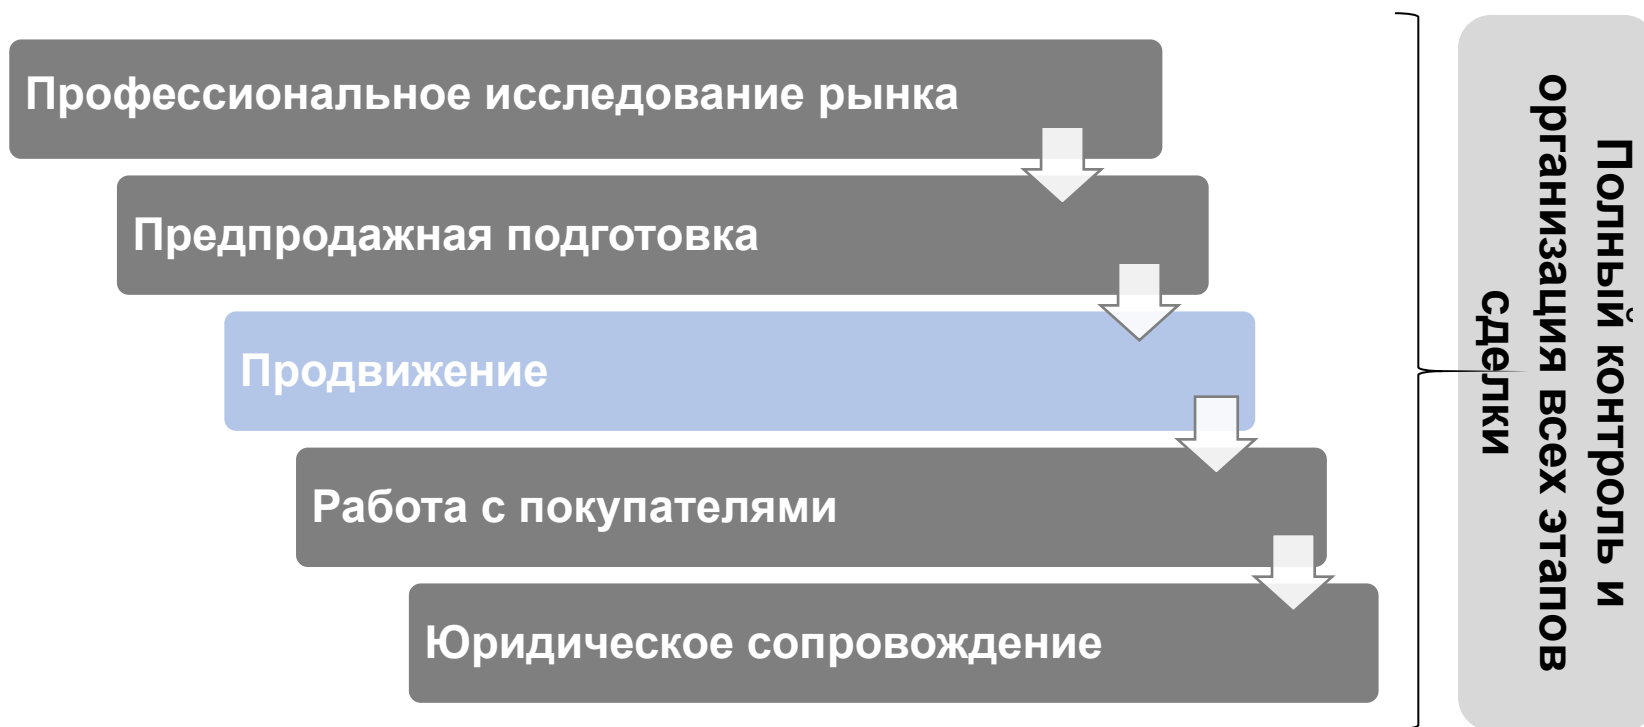 Профессиональное исследование рынка
Предпродажная подготовка
Продвижение
Работа с покупателями
Юридическое сопровождение
Полный контроль и
организация всех этапов
сделки